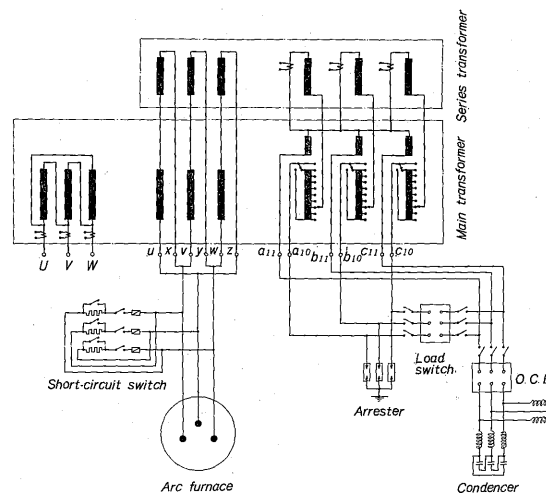 Series transformer
Main transformer
U V W
u x v y w z a11 a10 b11 b10 c11 c10
Short-circuit switch
Load switch
Arrester
O.C.B
Arc furnace
Condencer